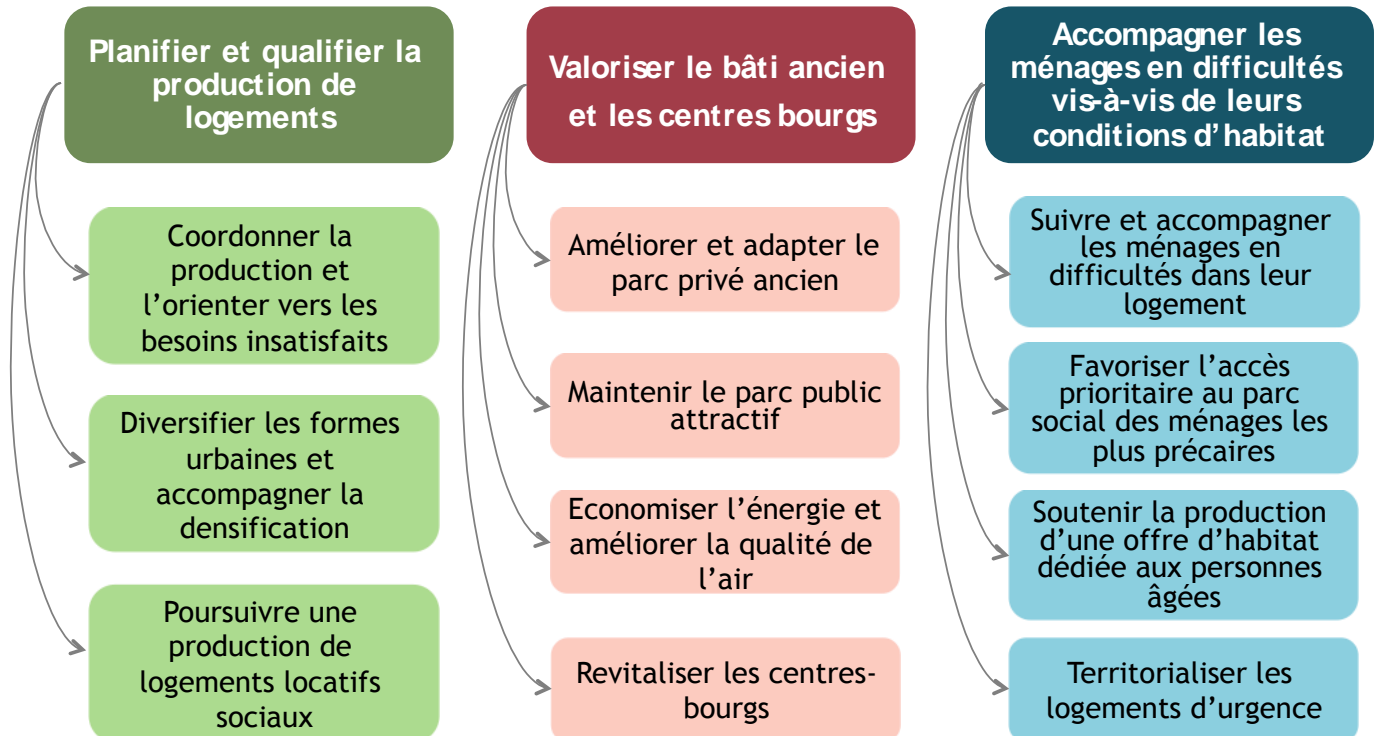 Planifier et qualifier la
production de
logements
Coordonner la
production et
l’orienter vers les
besoins insatisfaits
Diversifier les formes
urbaines et
accompagner la
densification
Poursuivre une
production de
logements locatifs
sociaux
Valoriser le bâti ancien
et les centres bourgs
Améliorer et adapter le
parc privé ancien
Maintenir le parc public
attractif
Economiser l’énergie et
améliorer la qualité de
l’air
Revitaliser les centres-
bourgs
Accompagner les
ménages en difficultés
vis-à-vis de leurs
conditions d’habitat
Suivre et accompagner
les ménages en
difficultés dans leur
logement
Favoriser l’accès
prioritaire au parc
social des ménages les
plus précaires
Soutenir la production
d’une offre d’habitat
dédiée aux personnes
âgées
Territorialiser les
logements d’urgence